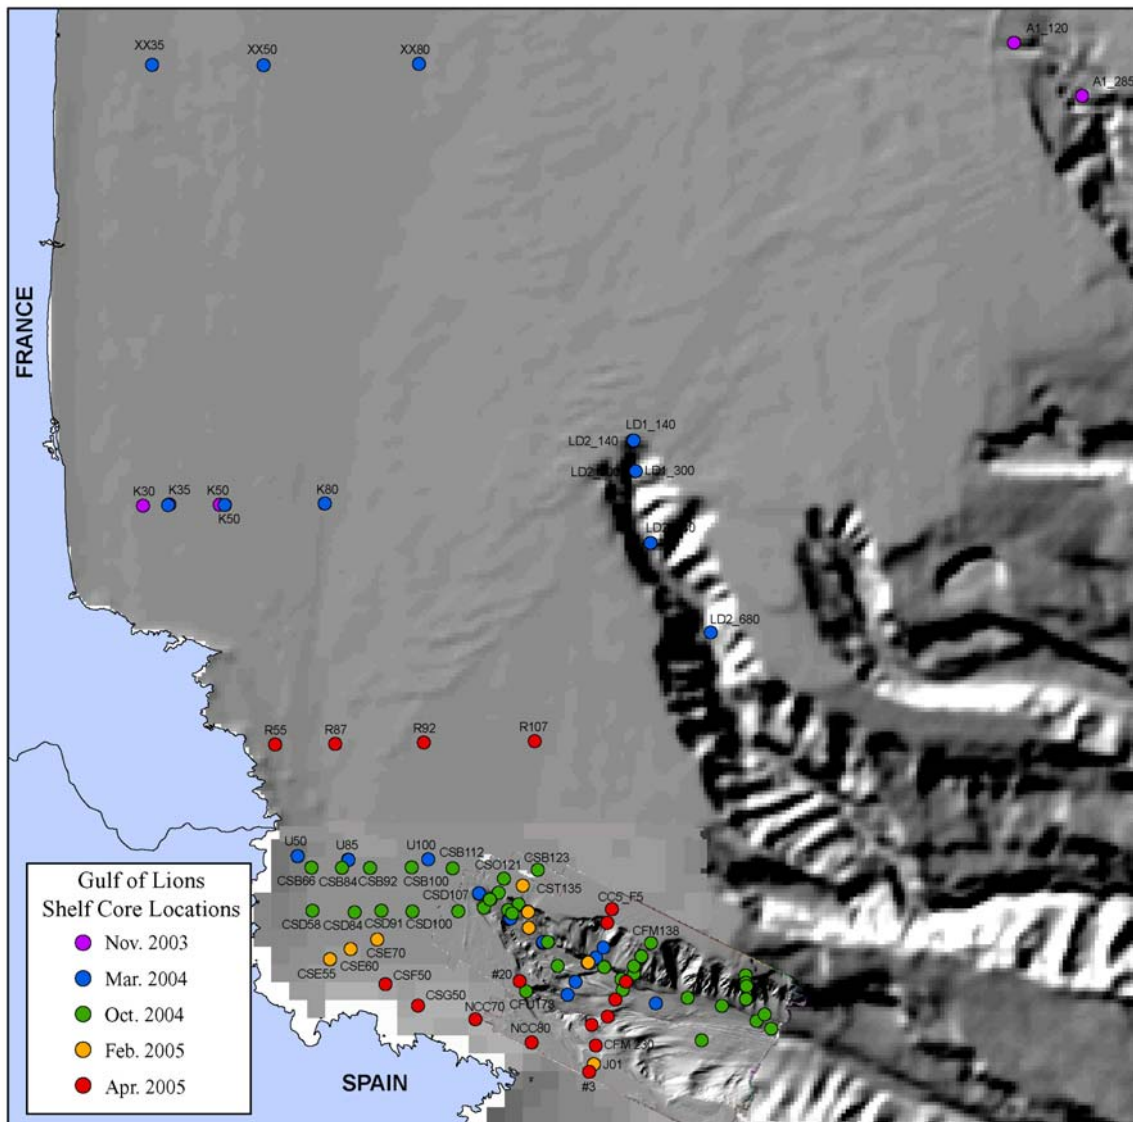 A1_120
XX35
XX50
XX80
A1_285
FRANCE
LD1_140
LD2_140
LD1_300
K30
K35
K50
K80
K50
LD2_680
R55
R87
R92
R107
U50
U85
U100
CSB112
CSO121
CSB123
CSB66
CSB84
CSB92
CSB100
CSD107
CST135
CC5_F5
CSD58
CSD84
CSD91
CSD100
CFM138
CSE70
CSE60
CSE55
CSF50
#20
CSG50
NCC70
CFU173
NCC80
CFM 230
J01
#3
SPAIN
Gulf of Lions
Shelf Core Locations
Nov. 2003
Mar. 2004
Oct. 2004
Feb. 2005
Apr. 2005